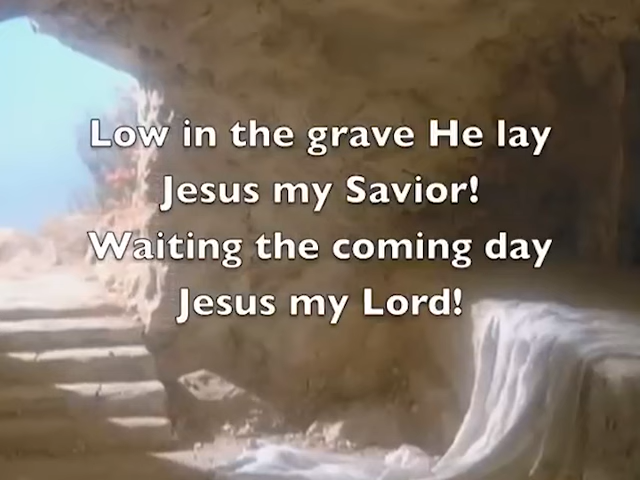 Low in the grave He lay
Jesus my Savior!
Waiting the coming day
Jesus my Lord!